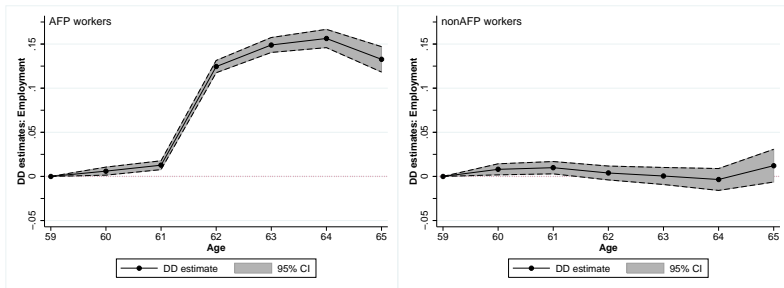 AFP workers
DD estimates: Employment
.15
.1
.05
0
-.05
59 60 61 62 63 64 65
Age
DD estimate 95% CI
nonAFP workers
DD estimates: Employment
.15
.1
.05
0
-.05
59 60 61 62 63 64 65
Age
DD estimate 95% CI